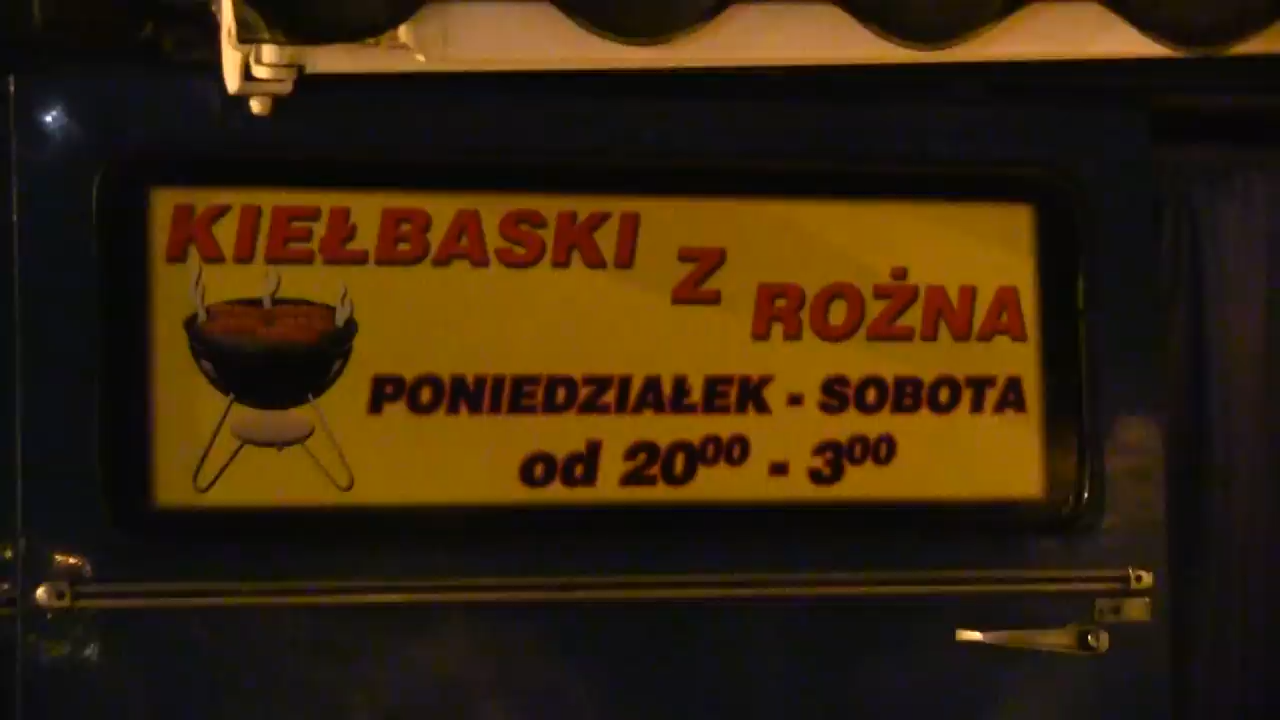 KIEŁBASKI Z ROŻNA
PONIEDZIAŁEK - SOBOTA
od 20⁰⁰ - 3⁰⁰